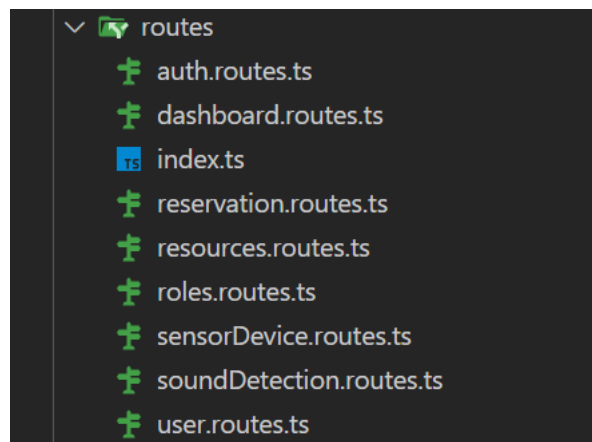 routes
auth.routes.ts
dashboard.routes.ts
TS index.ts
reservation.routes.ts
resources.routes.ts
roles.routes.ts
sensorDevice.routes.ts
soundDetection.routes.ts
user.routes.ts